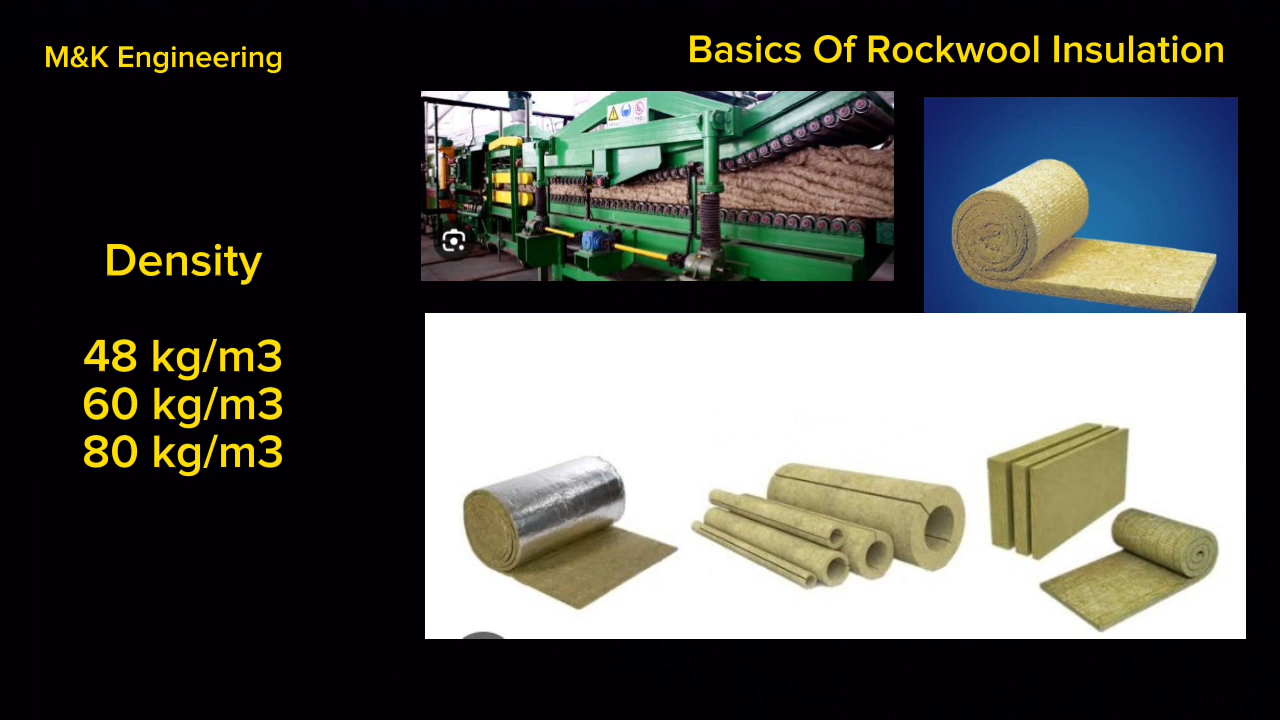 M&K Engineering
Basics Of Rockwool Insulation
Density
48 kg/m3
60 kg/m3
80 kg/m3